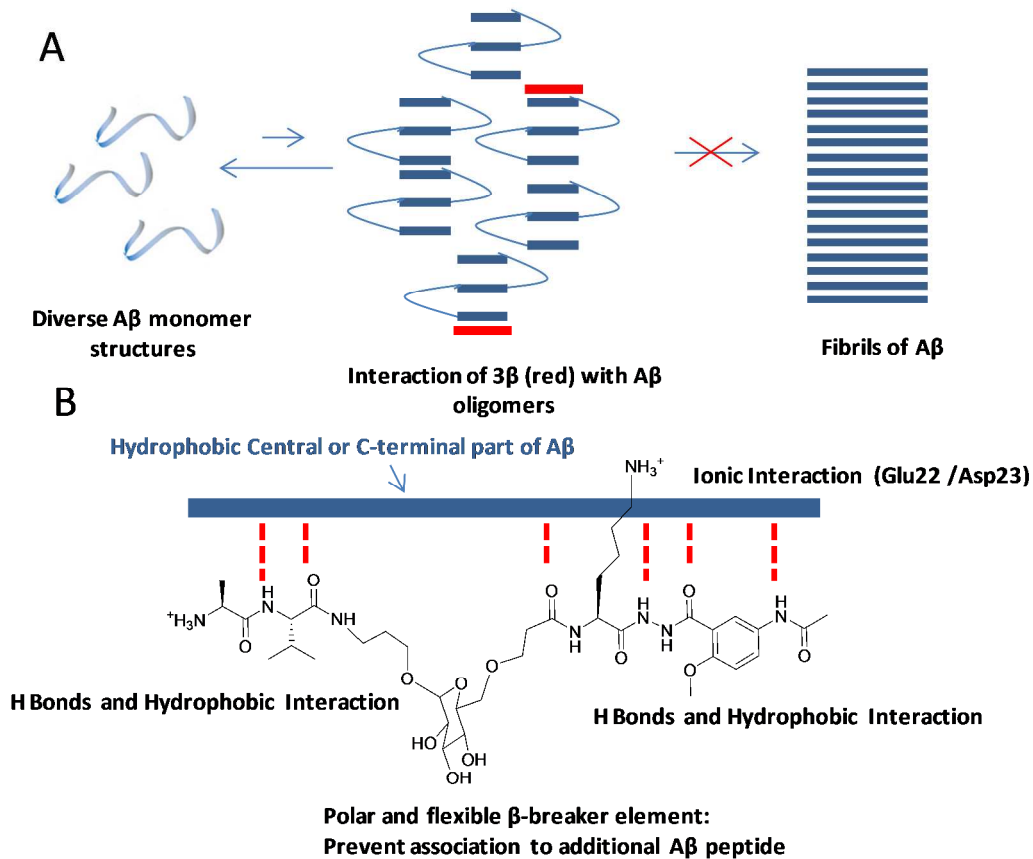 A
Diverse Aβ monomer
structures
Interaction of 3β (red) with Aβ
oligomers
Fibrils of Aβ
B
Hydrophobic Central or C-terminal part of Aβ
NH3+
Ionic Interaction (Glu22 /Asp23)
+H3N
O
H
N
O
N
H
O
O
HO
HO
OH
OH
O
O
N
H
O
H
N
N
H
O
O
H
N
O
H Bonds and Hydrophobic Interaction
H Bonds and Hydrophobic Interaction
Polar and flexible β-breaker element:
Prevent association to additional Aβ peptide